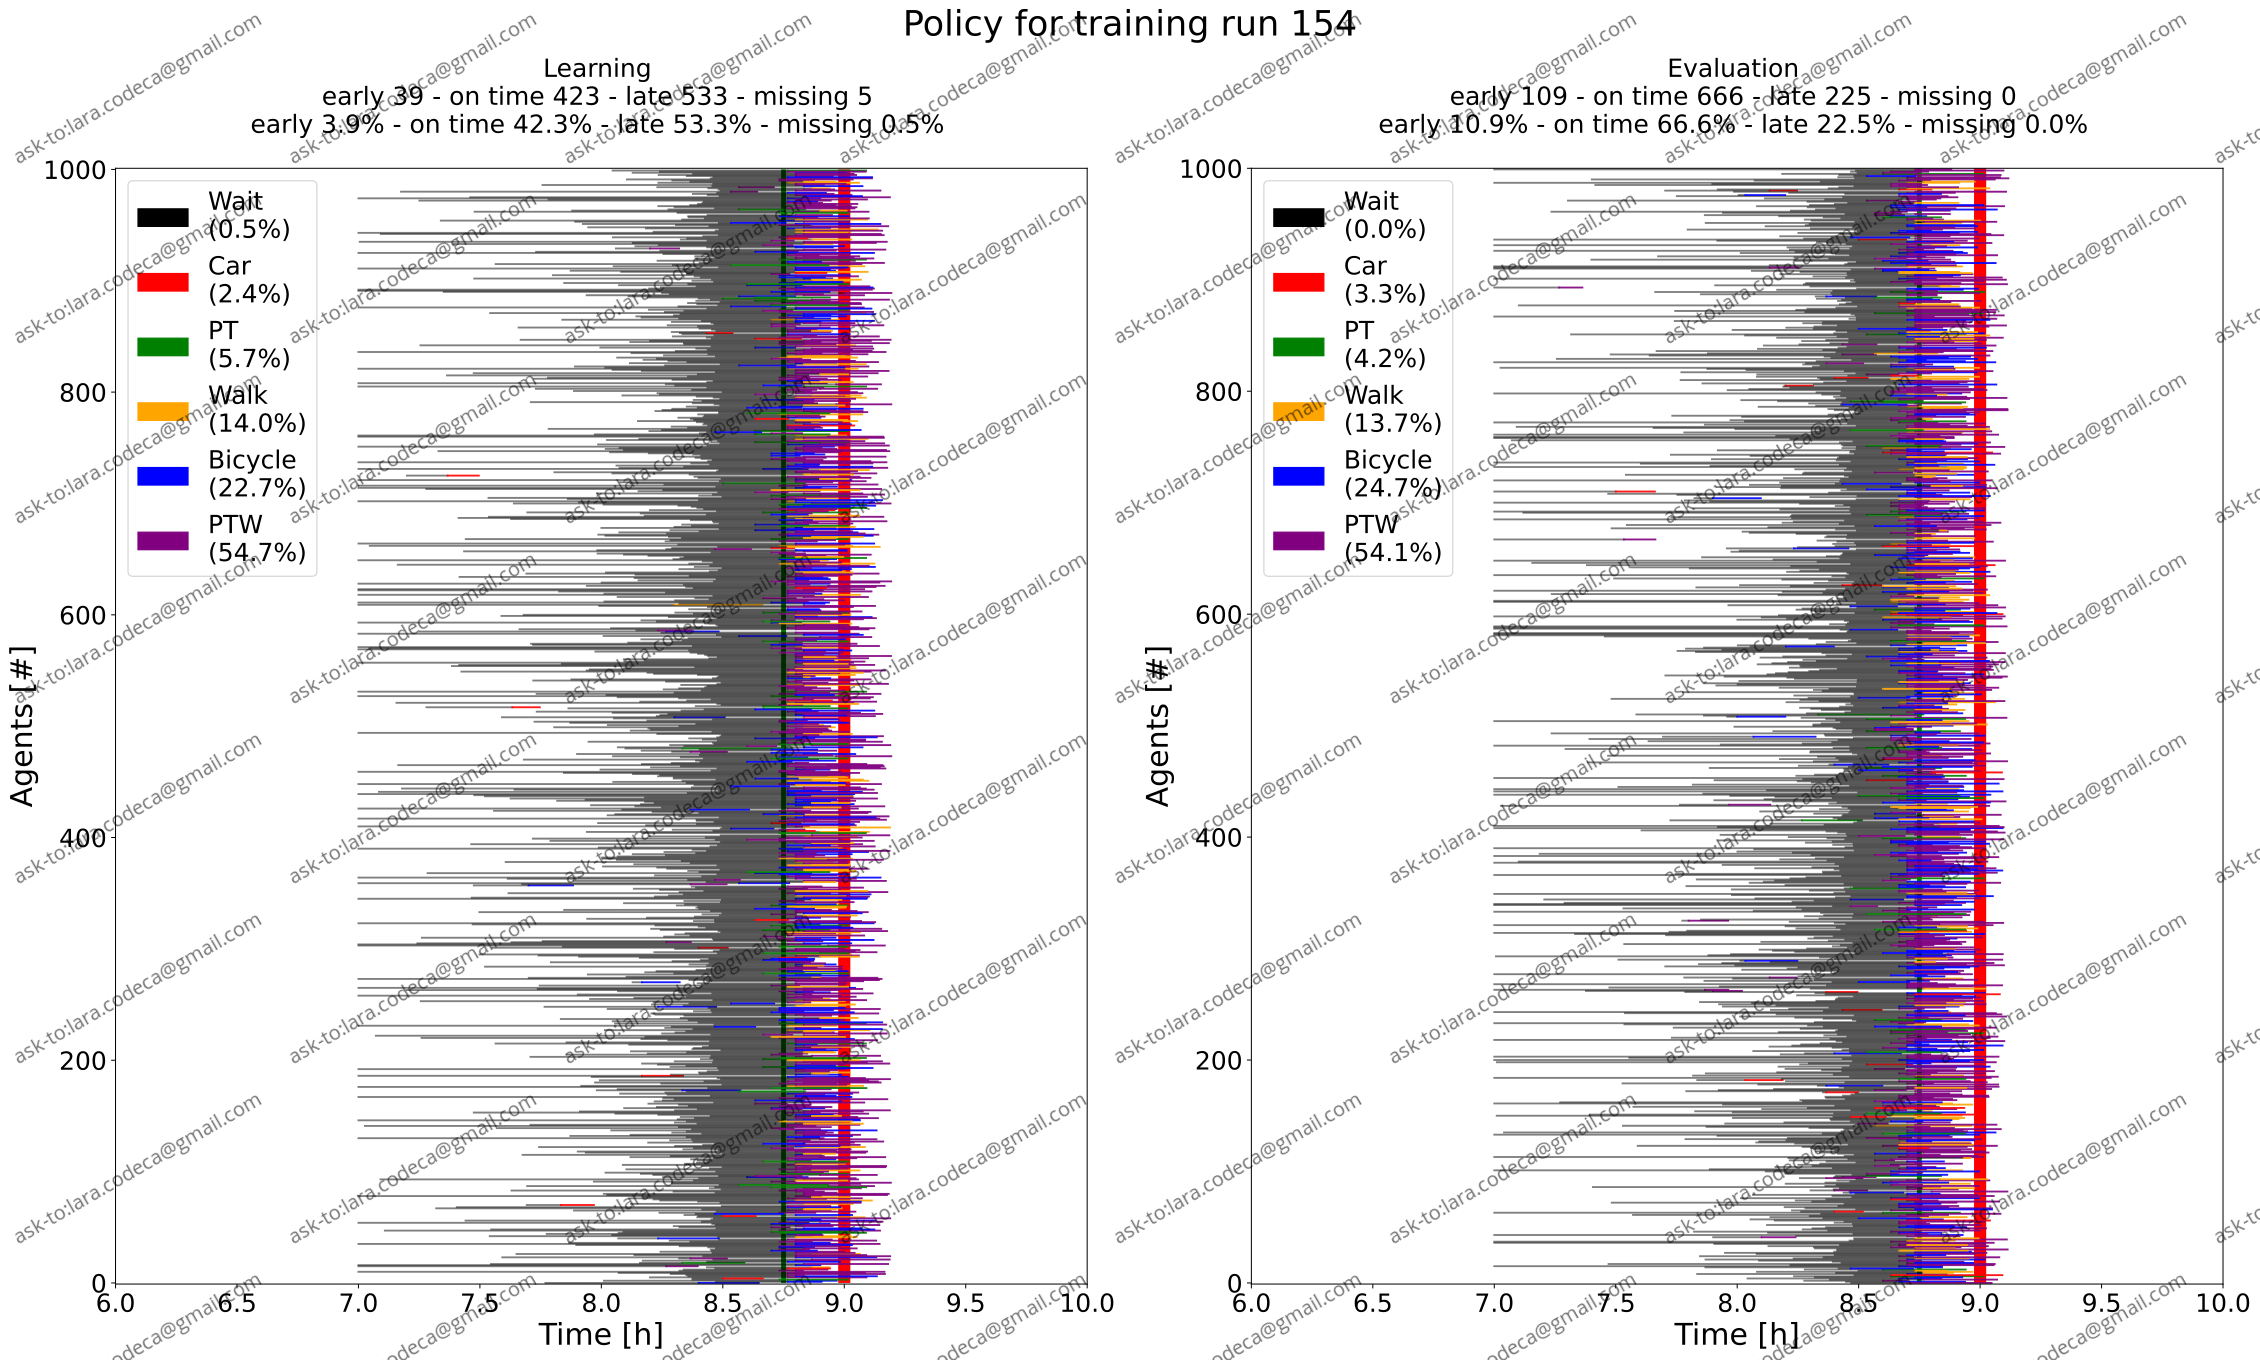 Policy for training run 154
Learning
early 39 - on time 423 - late 533 - missing 5
early 3.9% - on time 42.3% - late 53.3% - missing 0.5%
1000
800
600
400
200
0
Agents [#]
Wait
(0.5%)
Car
(2.4%)
PT
(5.7%)
Walk
(14.0%)
Bicycle
(22.7%)
PTW
(54.7%)
6.0 6.5 7.0 7.5 8.0 8.5 9.0 9.5 10.0
Time [h]
Evaluation
early 109 - on time 666 - late 225 - missing 0
early 10.9% - on time 66.6% - late 22.5% - missing 0.0%
1000
800
600
400
200
0
Agents [#]
Wait
(0.0%)
Car
(3.3%)
PT
(4.2%)
Walk
(13.7%)
Bicycle
(24.7%)
PTW
(54.1%)
6.0 6.5 7.0 7.5 8.0 8.5 9.0 9.5 10.0
Time [h]
ask-to:lara.codeca@gmail.com